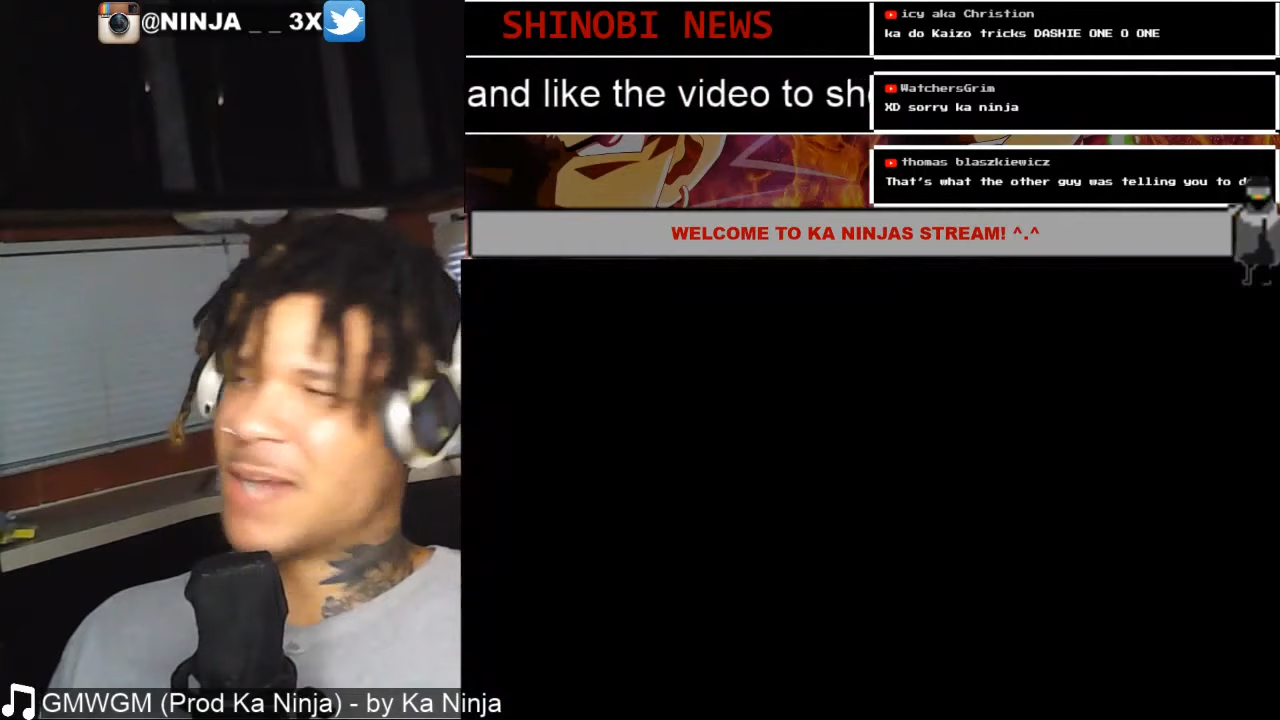 @NINJA _ _ 3X
SHINOBI NEWS
and like the video to sh
icy aka Christion
ka do Kaizo tricks DASHIE ONE O ONE
WatchersGrim
XD sorry ka ninja
thomas blaszkiewicz
That's what the other guy was telling you to d
WELCOME TO KA NINJAS STREAM! ^.^
GMWGM (Prod Ka Ninja) - by Ka Ninja